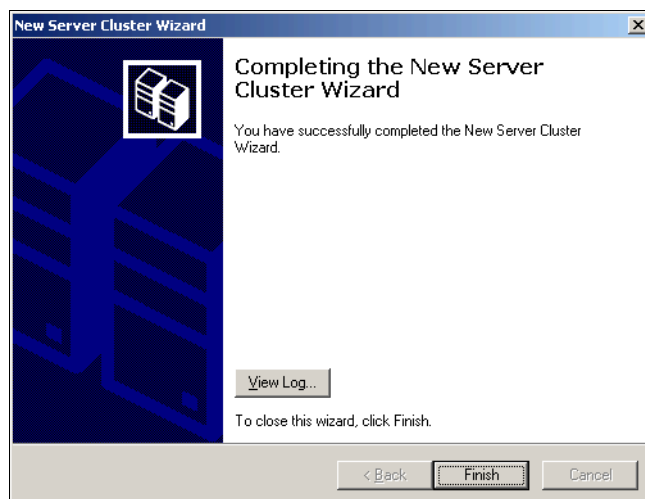 New Server Cluster Wizard
Completing the New Server
Cluster Wizard
You have successfully completed the New Server Cluster
Wizard.
View Log...
To close this wizard, click Finish.
< Back
Finish
Cancel